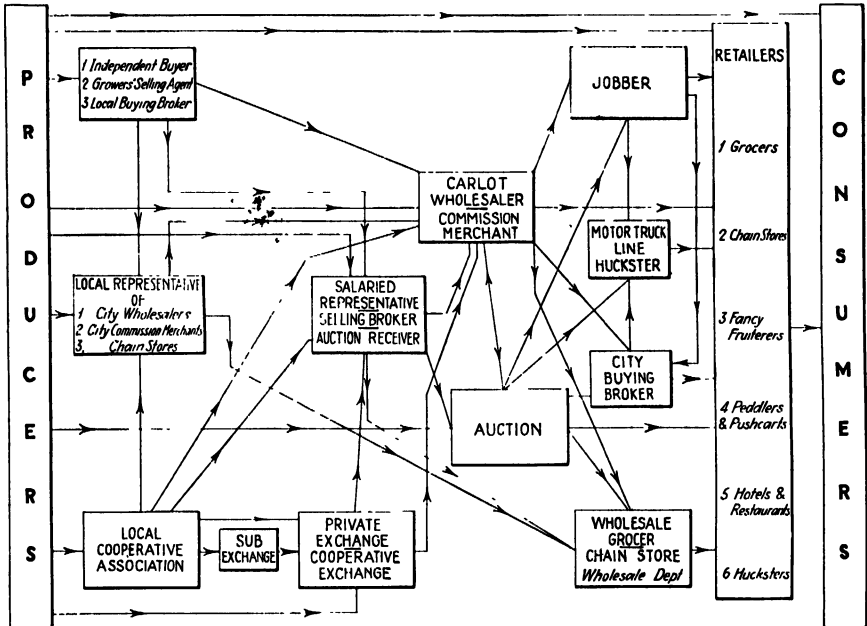 PRODUCERS
1 Independent Buyer
2 Growers' Selling Agent
3 Local Buying Broker
LOCAL REPRESENTATIVE
OF
1 City Wholesalers
2 City Commission Merchants
3. Chain Stores
LOCAL
COOPERATIVE
ASSOCIATION
SUB
EXCHANGE
PRIVATE
EXCHANGE
COOPERATIVE
EXCHANGE
SALARIED
REPRESENTATIVE
SELLING BROKER
AUCTION RECEIVER
CARLOT
WHOLESALER
COMMISSION
MERCHANT
AUCTION
JOBBER
MOTOR TRUCK
LINE
HUCKSTER
CITY
BUYING
BROKER
WHOLESALE
GROCER
CHAIN STORE
Wholesale Dept
RETAILERS
1 Grocers
2 Chain Stores
3 Fancy
Fruiterers
4 Peddlers
& Pushcarts
5 Hotels &
Restaurants
6 Hucksters
CONSUMERS